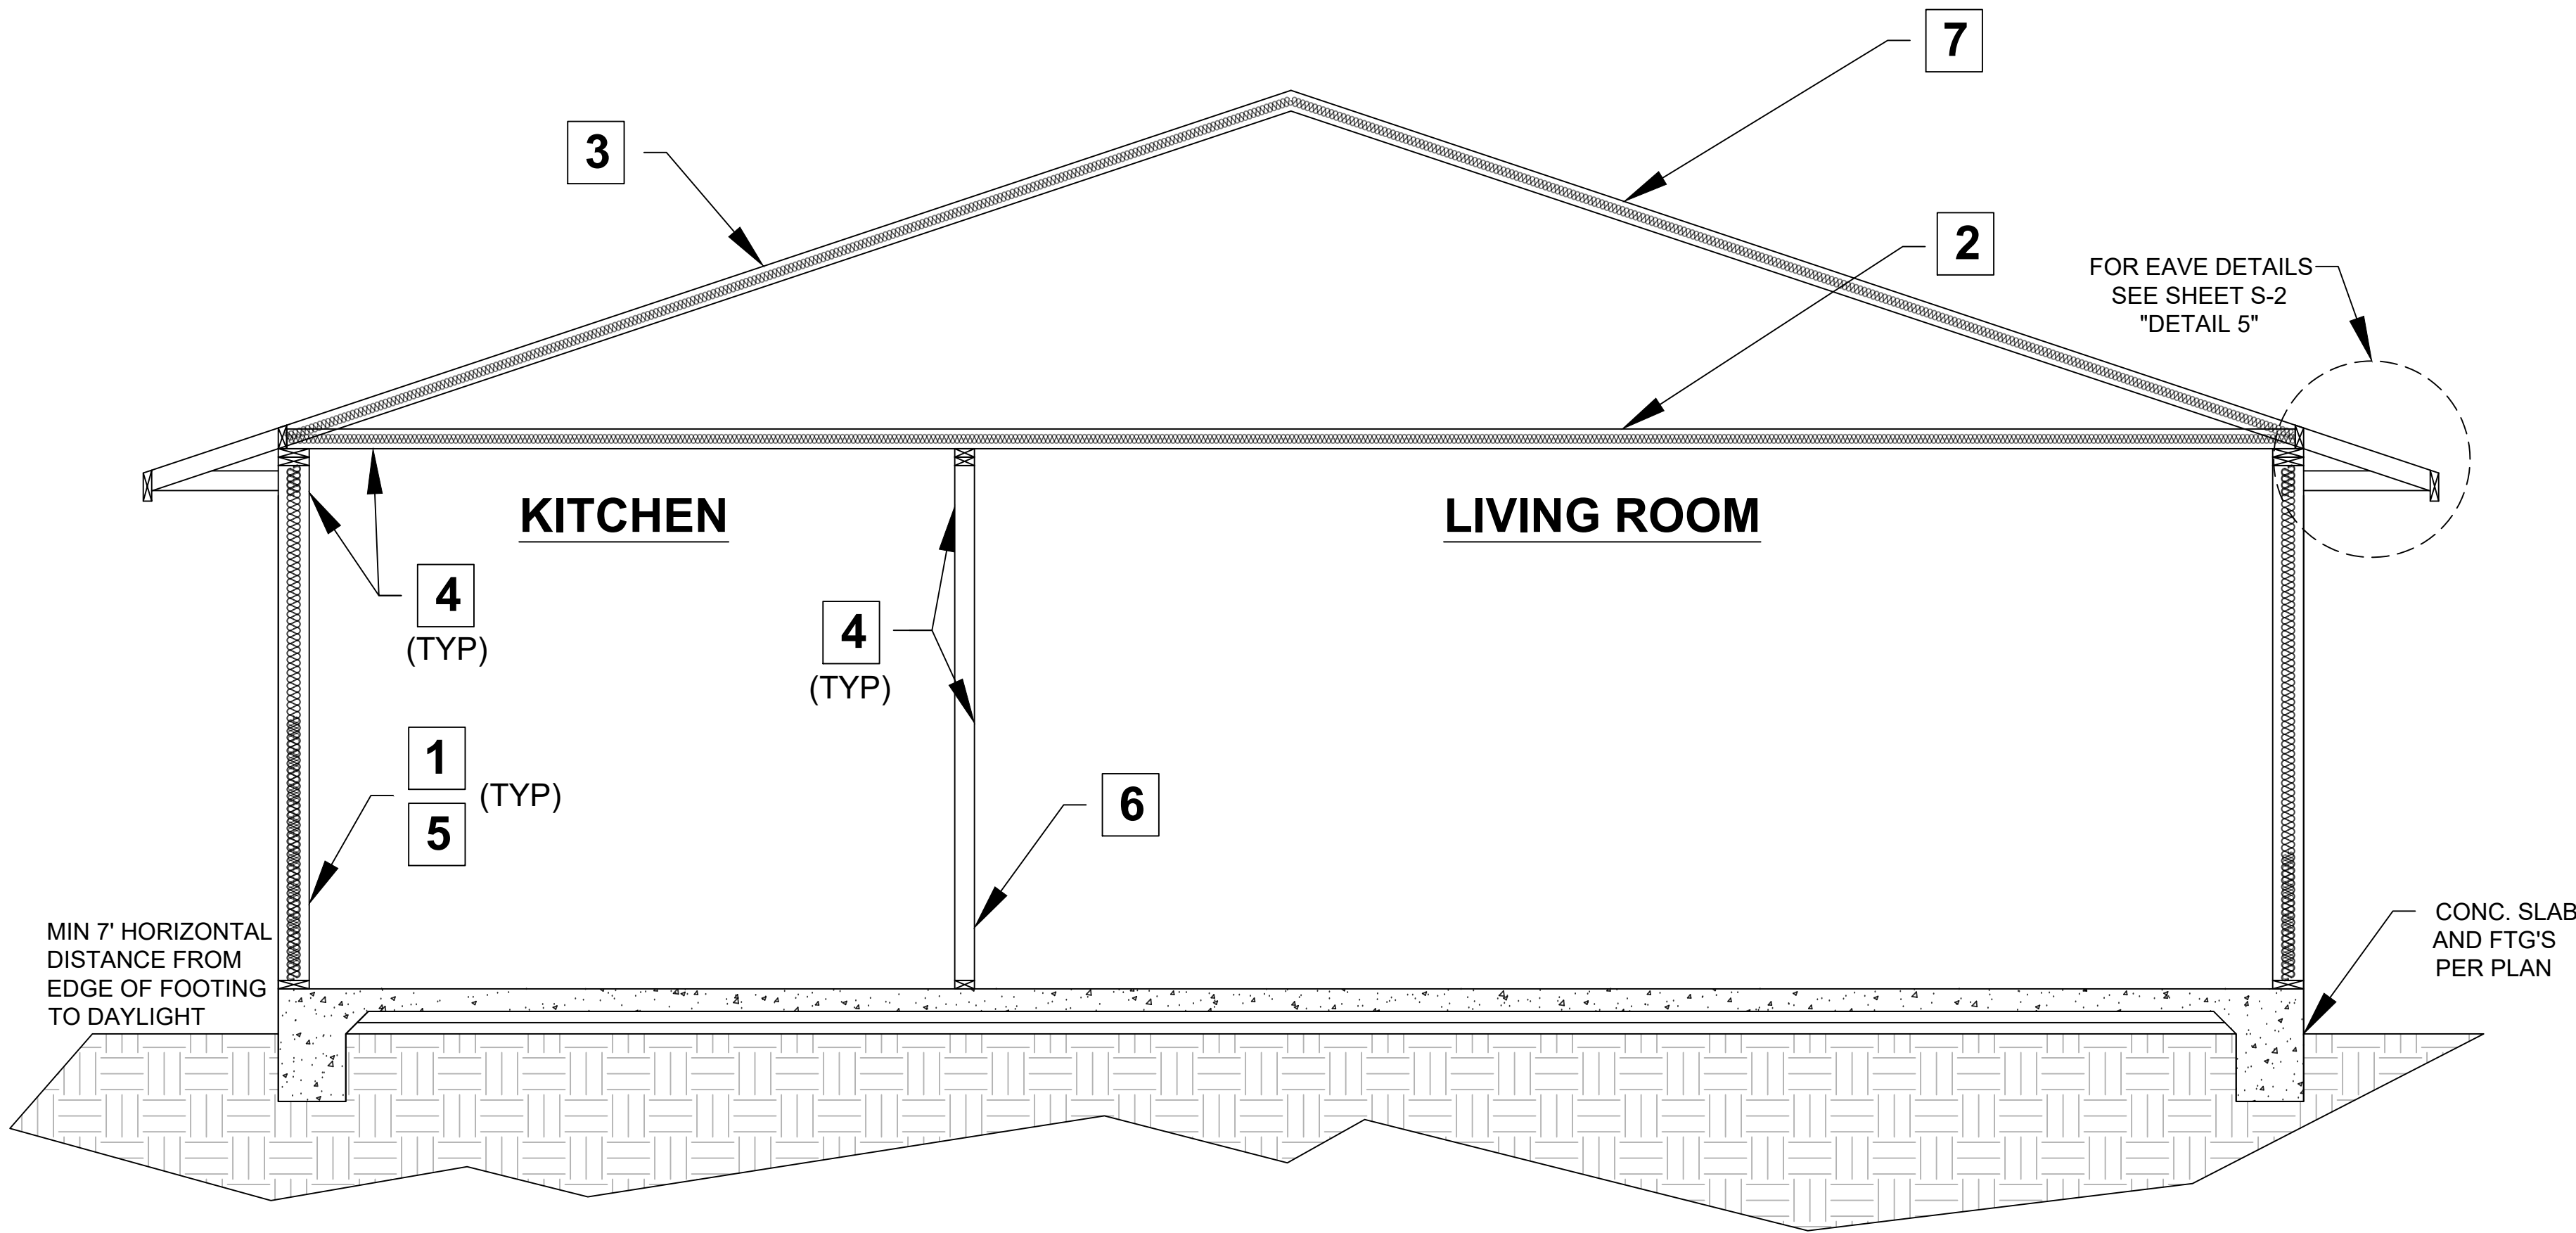 7
3
2
FOR EAVE DETAILS
SEE SHEET S-2
"DETAIL 5"
KITCHEN
LIVING ROOM
4
(TYP)
4
(TYP)
1
(TYP)
5
6
MIN 7' HORIZONTAL
DISTANCE FROM
EDGE OF FOOTING
TO DAYLIGHT
CONC. SLAB
AND FTG'S
PER PLAN